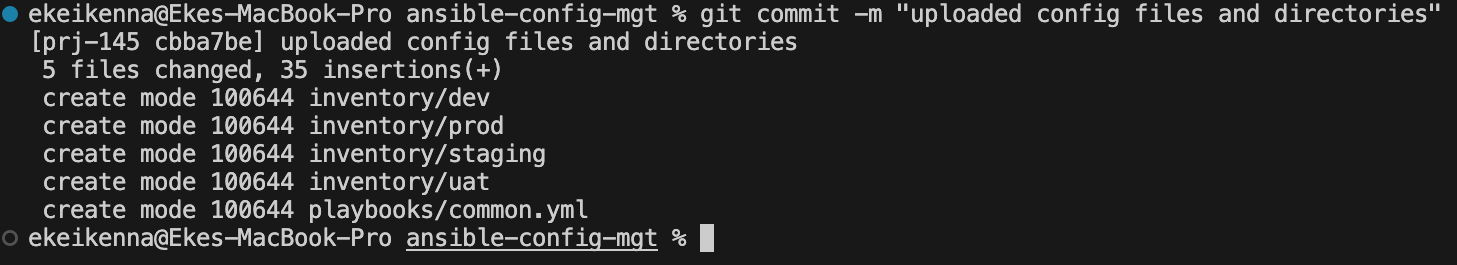 ekeikenna@Ekes-MacBook-Pro ansible-config-mgt % git commit -m "uploaded config files and directories"
[prj-145 cbba7be] uploaded config files and directories
 5 files changed, 35 insertions(+)
 create mode 100644 inventory/dev
 create mode 100644 inventory/prod
 create mode 100644 inventory/staging
 create mode 100644 inventory/uat
 create mode 100644 playbooks/common.yml
ekeikenna@Ekes-MacBook-Pro ansible-config-mgt %